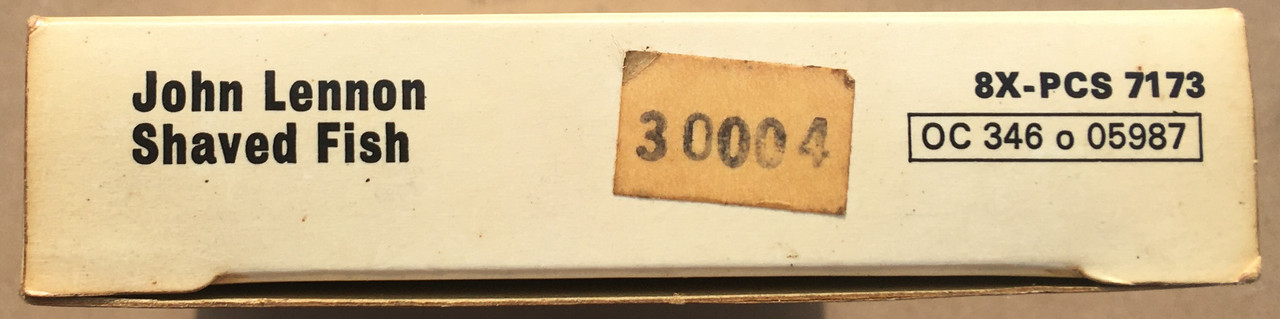 John Lennon
Shaved Fish
30004
8X-PCS 7173
OC 346 o 05987